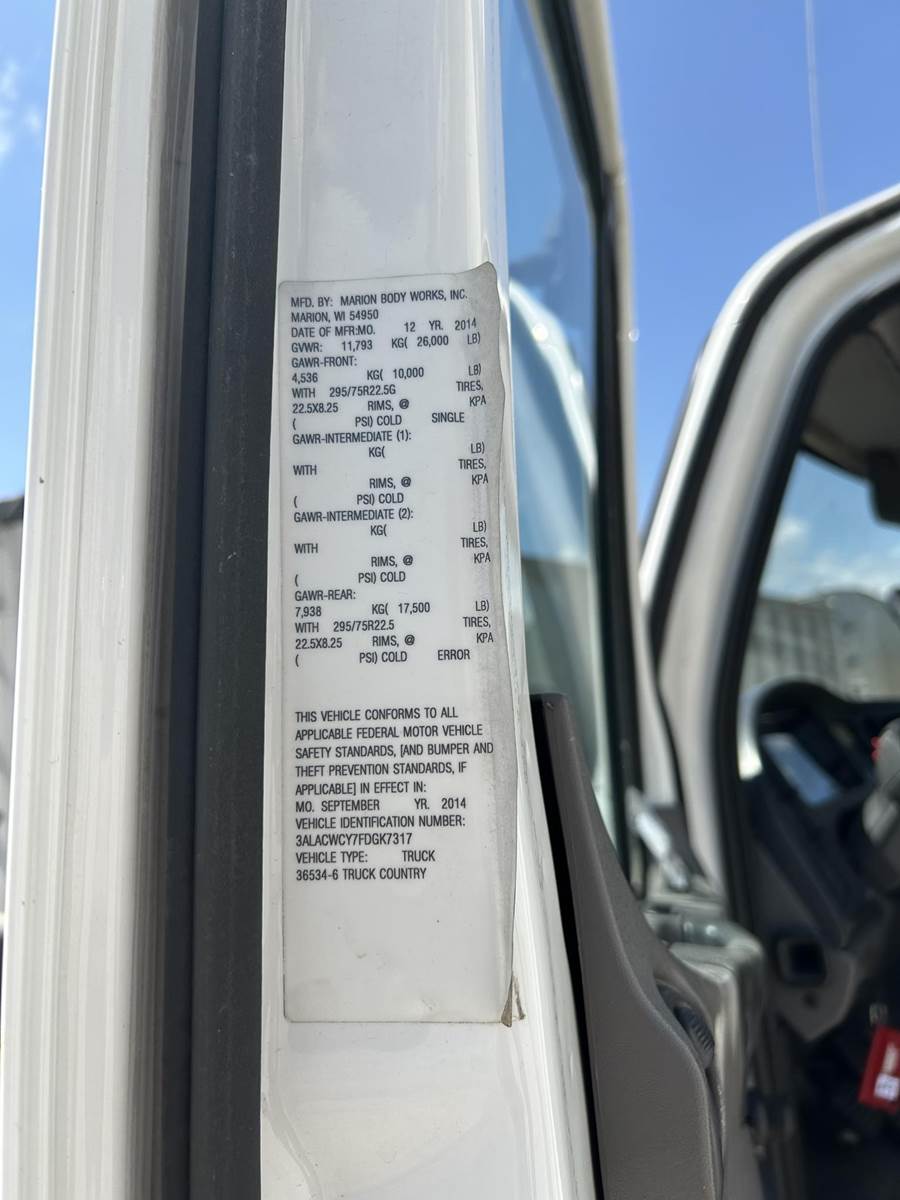 MFD. BY: MARION BODY WORKS, INC.
MARION, WI 54950
DATE OF MFR:MO. 12 YR. 2014
GVWR: 11,793 KG( 26,000 LB)
GAWR-FRONT:
4,536 KG( 10,000 LB)
WITH 295/75R22.5G TIRES,
22.5X8.25 RIMS, @ KPA
( PSI) COLD SINGLE
GAWR-INTERMEDIATE (1):
KG( LB)
WITH TIRES,
RIMS, @ KPA
( PSI) COLD
GAWR-INTERMEDIATE (2):
KG( LB)
WITH TIRES,
RIMS, @ KPA
( PSI) COLD
GAWR-REAR:
7,938 KG( 17,500 LB)
WITH 295/75R22.5 TIRES,
22.5X8.25 RIMS, @ KPA
( PSI) COLD ERROR
THIS VEHICLE CONFORMS TO ALL
APPLICABLE FEDERAL MOTOR VEHICLE
SAFETY STANDARDS, [AND BUMPER AND
THEFT PREVENTION STANDARDS, IF
APPLICABLE] IN EFFECT IN:
MO. SEPTEMBER YR. 2014
VEHICLE IDENTIFICATION NUMBER:
3ALACWCY7FDGK7317
VEHICLE TYPE: TRUCK
36534-6 TRUCK COUNTRY